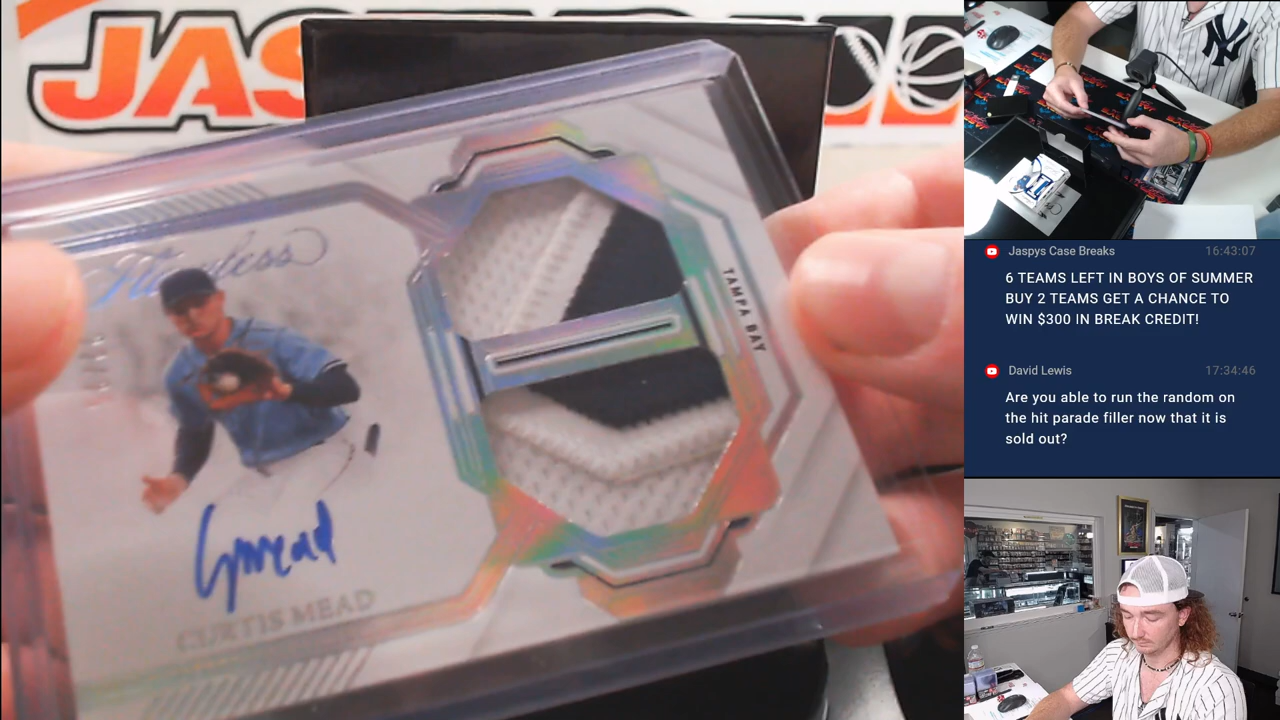 JAS
Flawless
TAMPA BAY
Gmead
CURTIS MEAD
NY
Jaspys Case Breaks 16:43:07
6 TEAMS LEFT IN BOYS OF SUMMER
BUY 2 TEAMS GET A CHANCE TO
WIN $300 IN BREAK CREDIT!
David Lewis 17:34:46
Are you able to run the random on
the hit parade filler now that it is
sold out?